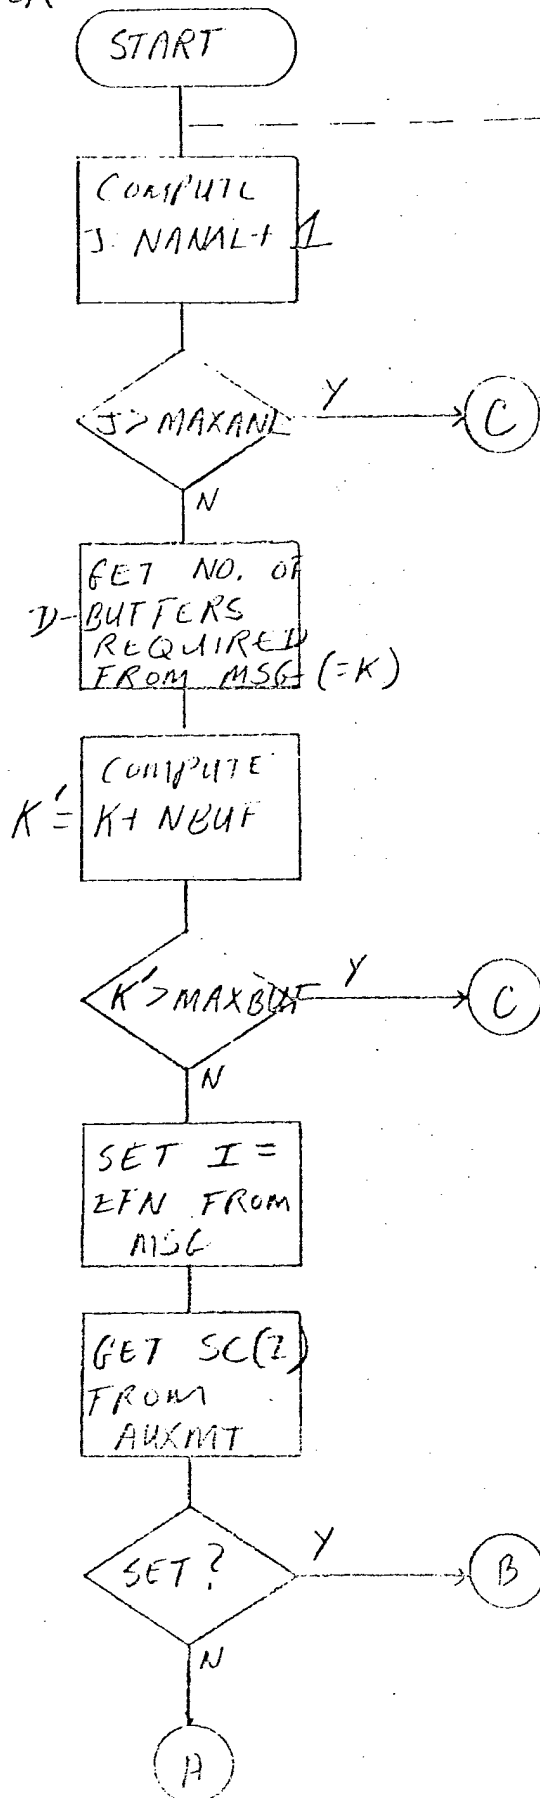 START
COMPUTE
J = NANAL + 1
J > MAXANL
Y
C
N
GET NO. OF
D-BUFFERS
REQUIRED
FROM MSG (=K)
COMPUTE
K' = K + NBUF
K' > MAXBUF
Y
C
N
SET I =
EFN FROM
MSG
GET SC(I)
FROM
AUXMT
SET?
Y
B
N
A